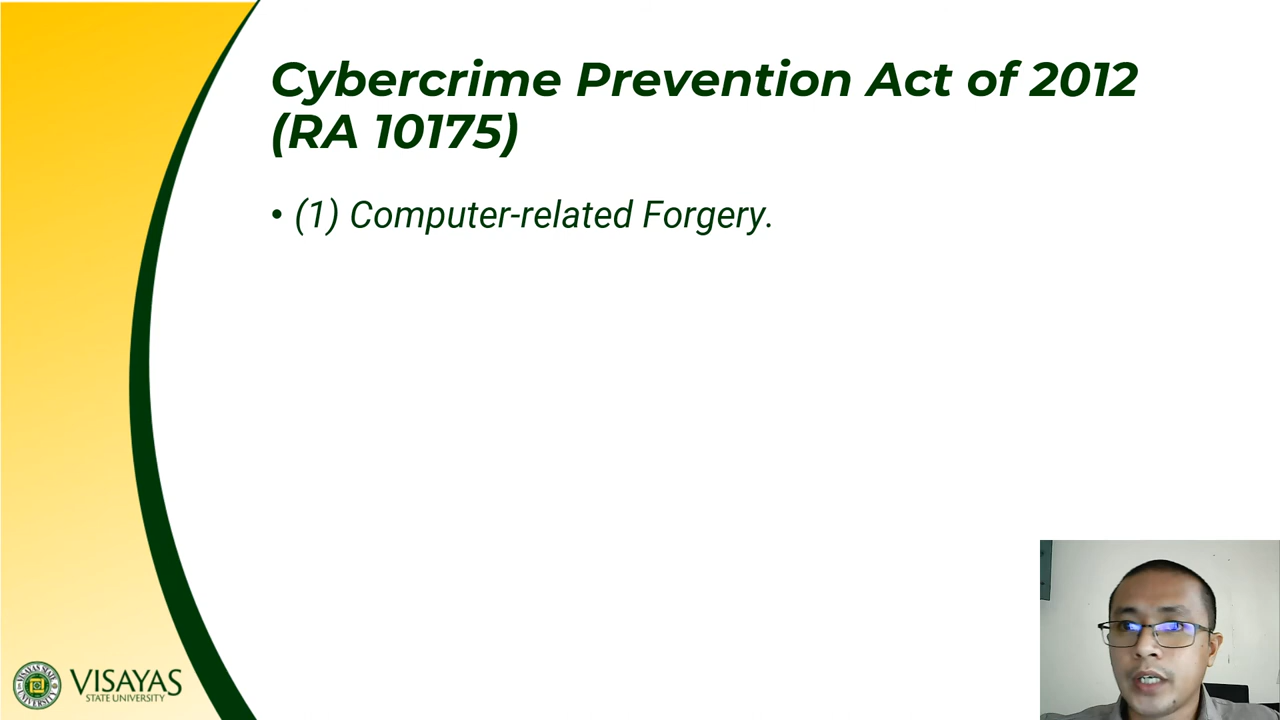 Cybercrime Prevention Act of 2012
(RA 10175)
• (1) Computer-related Forgery.
VISAYAS
STATE UNIVERSITY